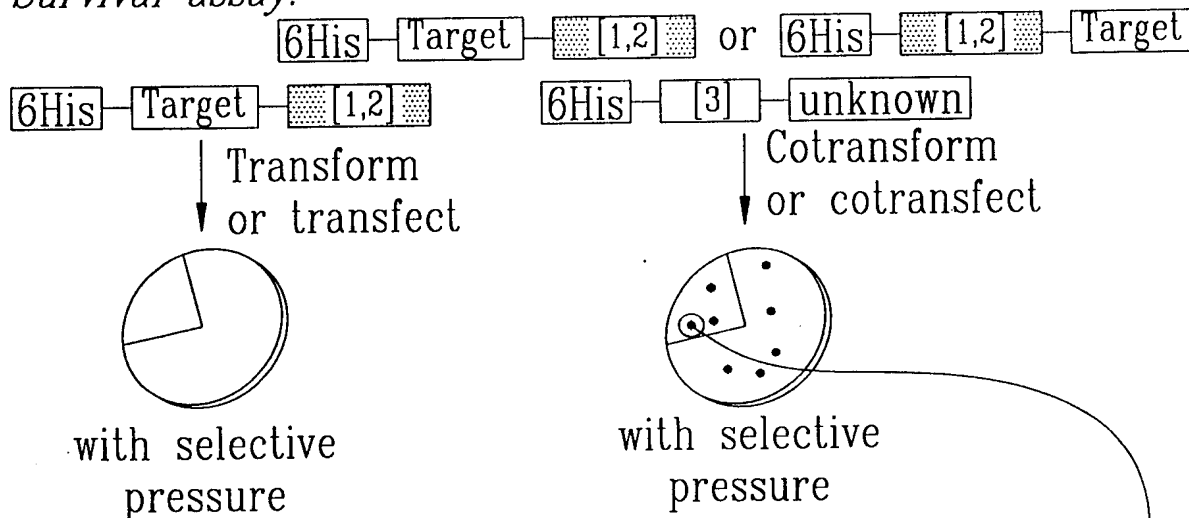 Survival assay:
6His Target [1,2] or 6His [1,2] Target
6His Target [1,2] 6His [3] unknown
Transform
or transfect
Cotransform
or cotransfect
with selective
pressure
with selective
pressure